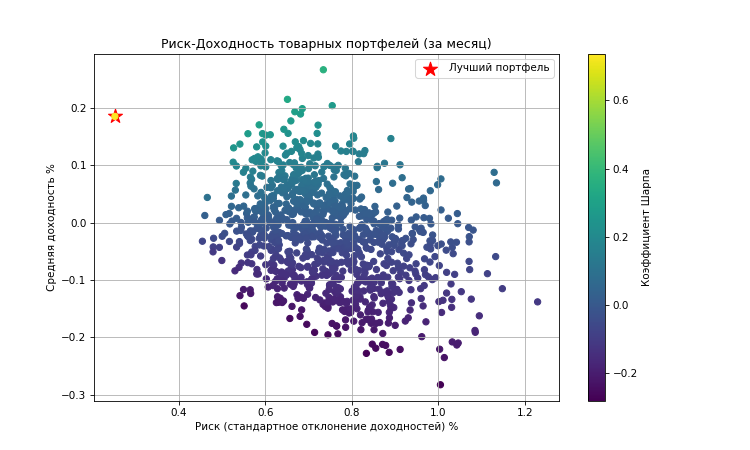 Риск-Доходность товарных портфелей (за месяц)
Лучший портфель
Средняя доходность %
0.2
0.1
0.0
−0.1
−0.2
−0.3
0.4 0.6 0.8 1.0 1.2
Риск (стандартное отклонение доходностей) %
0.6
0.4
0.2
0.0
−0.2
Коэффициент Шарпа